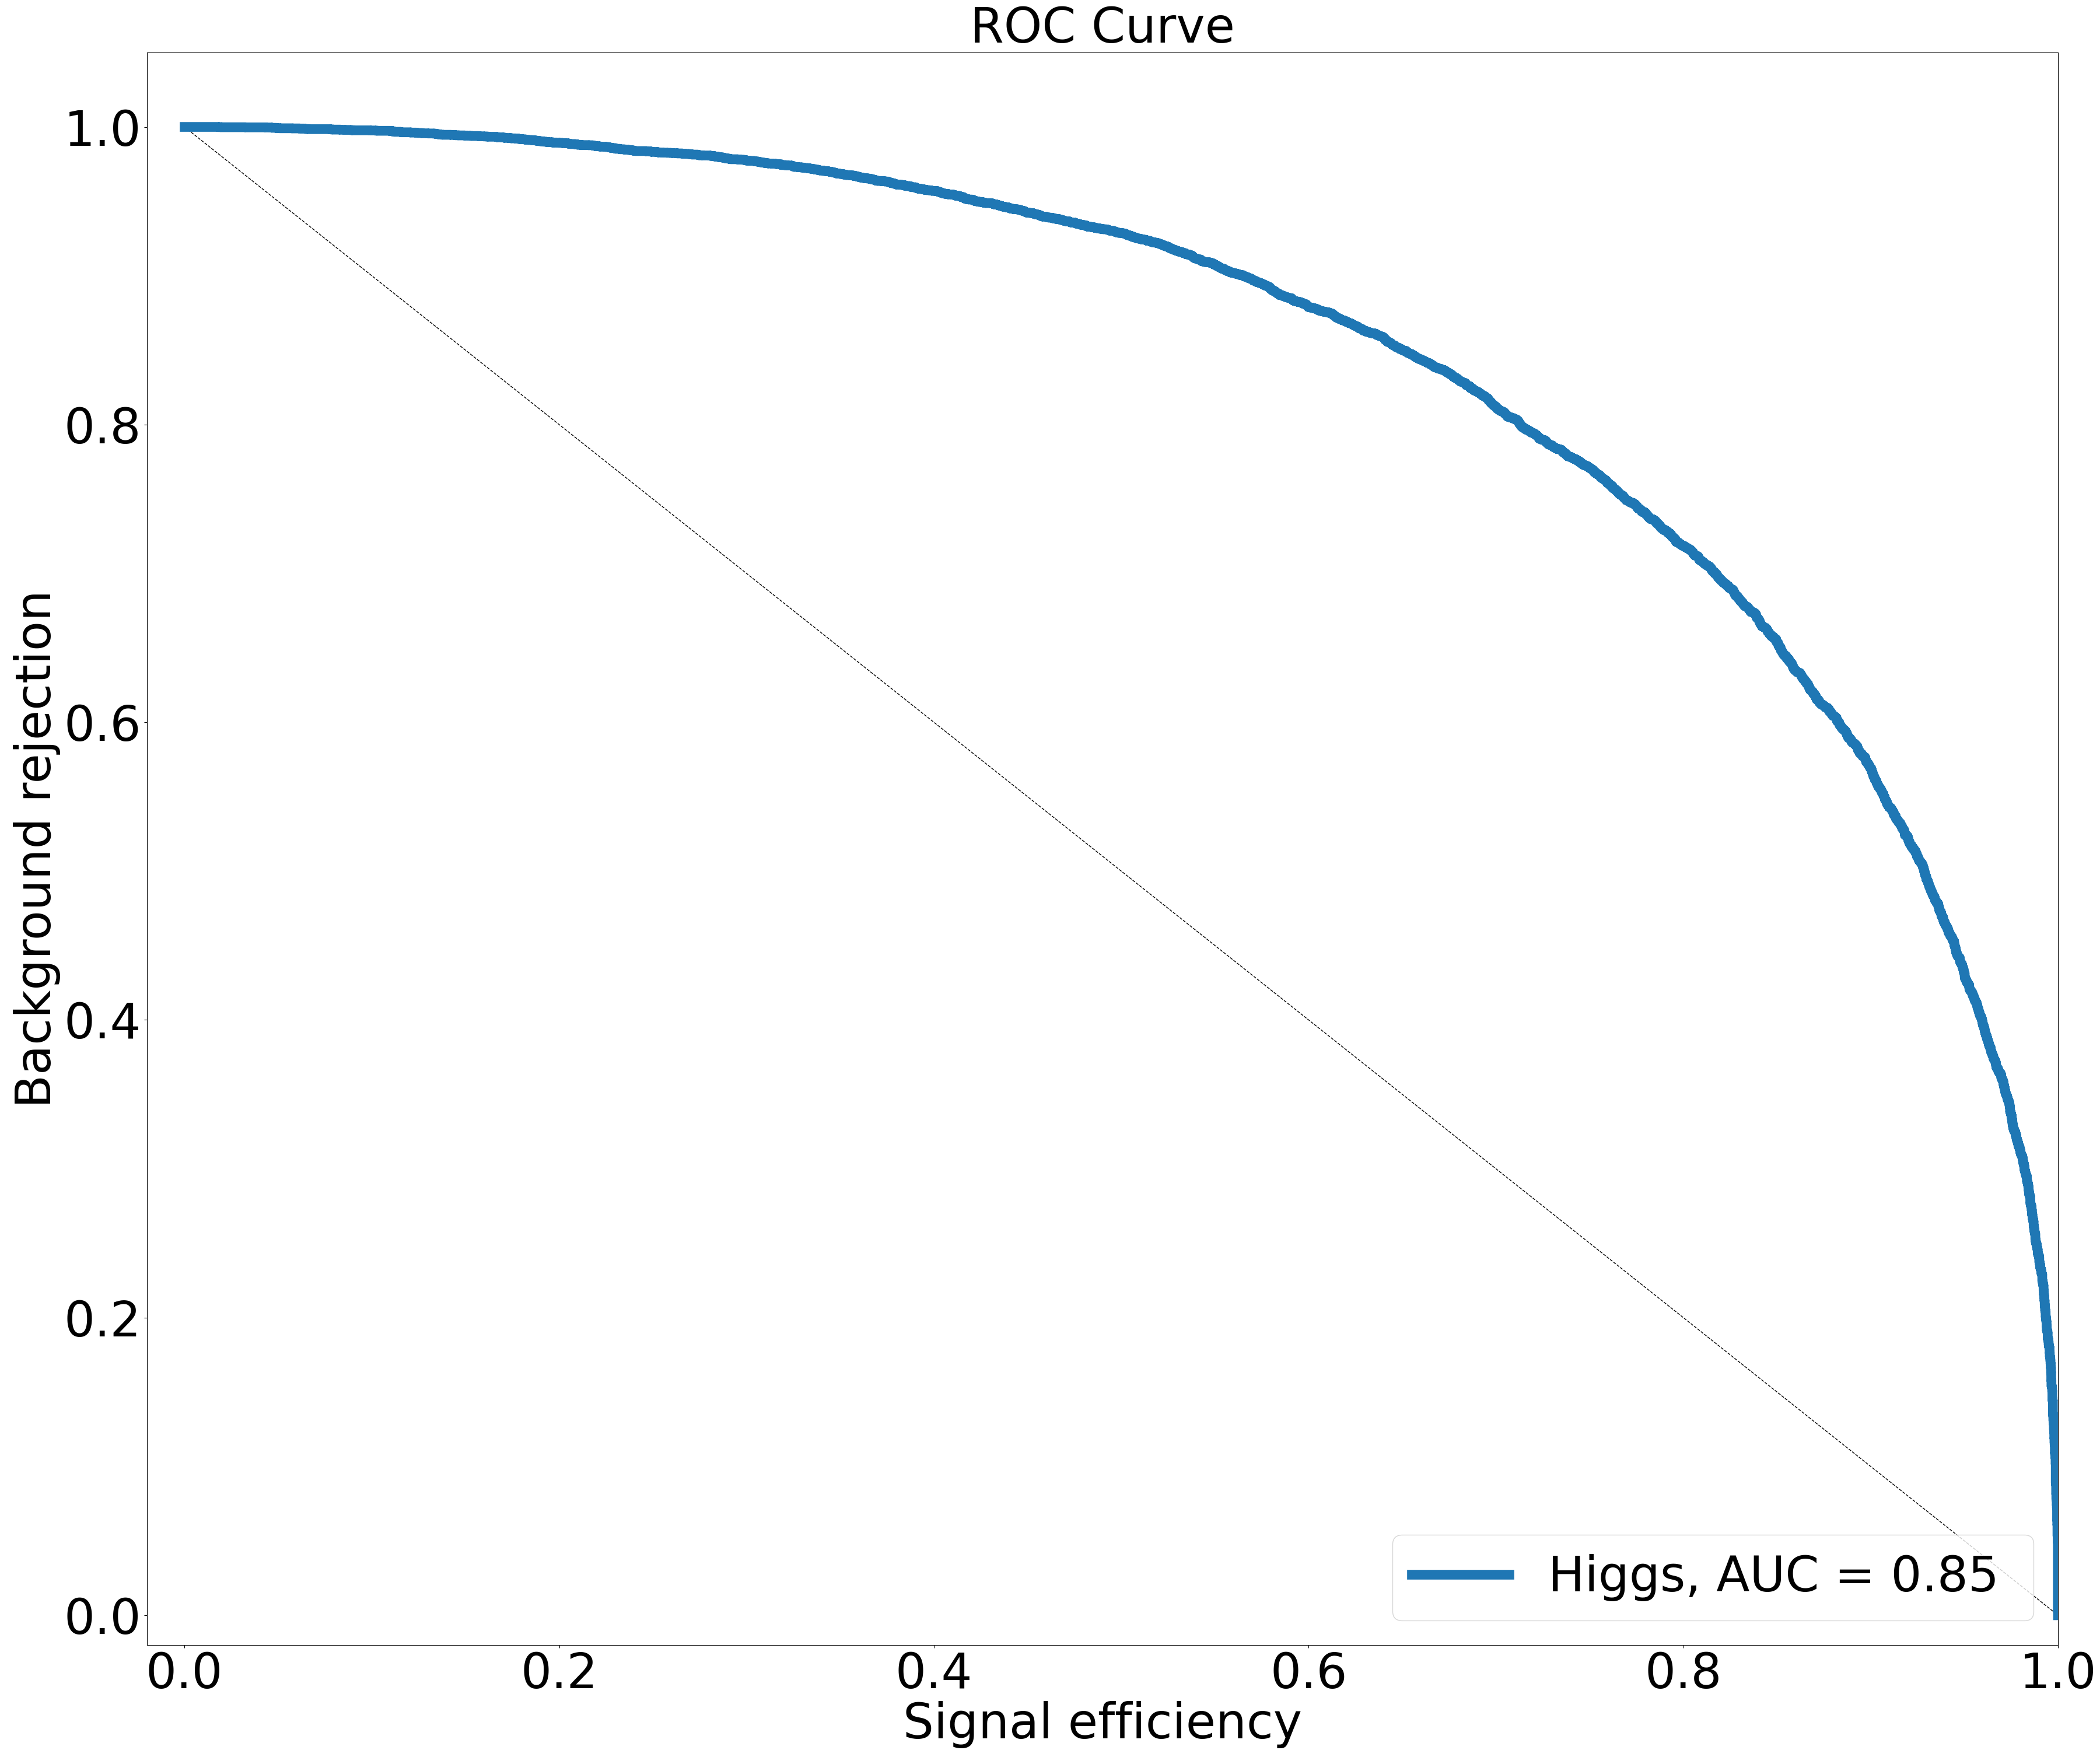 ROC Curve
1.0
0.8
0.6
0.4
0.2
0.0
Background rejection
Higgs, AUC = 0.85
0.0 0.2 0.4 0.6 0.8 1.0
Signal efficiency